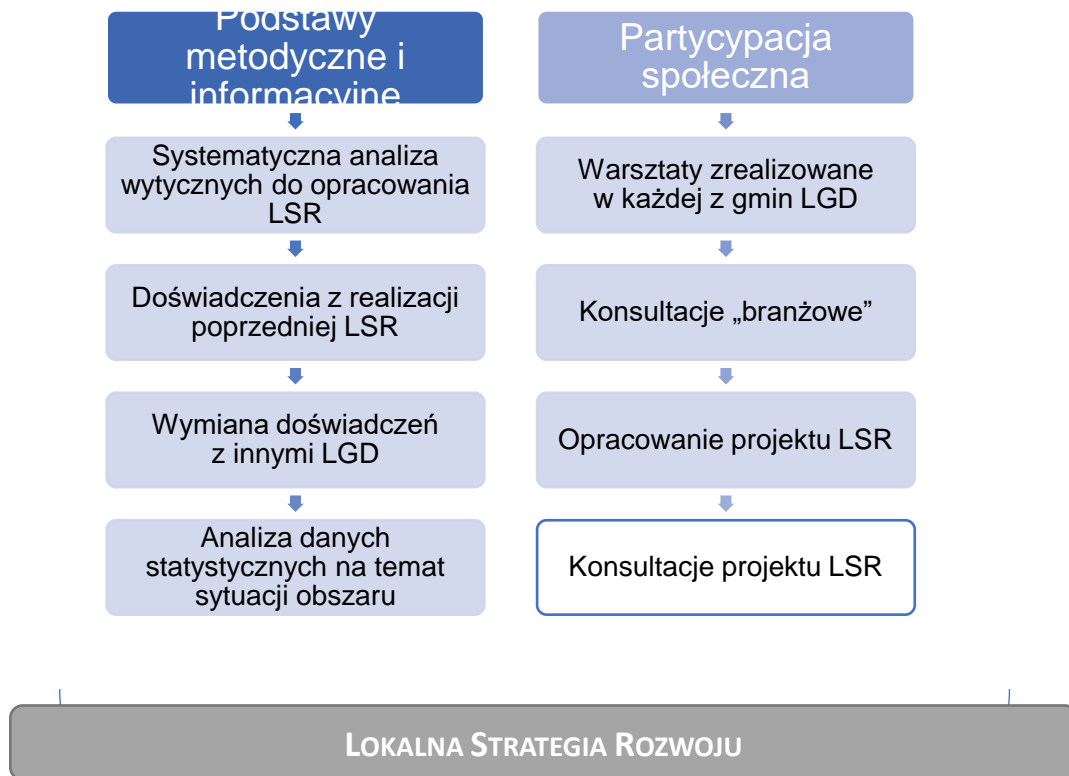 Podstawy
metodyczne i
informacyjne
Systematyczna analiza
wytycznych do opracowania
LSR
Doświadczenia z realizacji
poprzedniej LSR
Wymiana doświadczeń
z innymi LGD
Analiza danych
statystycznych na temat
sytuacji obszaru
Partycypacja
społeczna
Warsztaty zrealizowane
w każdej z gmin LGD
Konsultacje „branżowe”
Opracowanie projektu LSR
Konsultacje projektu LSR
LOKALNA STRATEGIA ROZWOJU